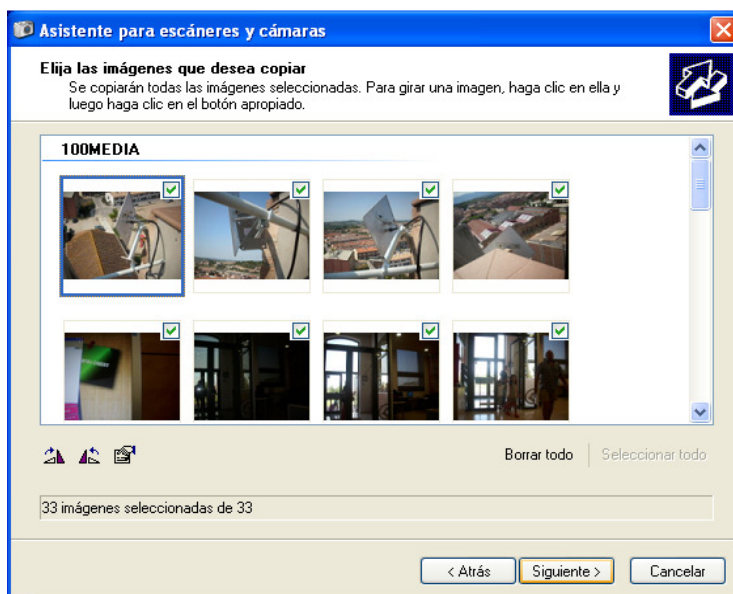 Asistente para escáneres y cámaras
Elija las imágenes que desea copiar
Se copiarán todas las imágenes seleccionadas. Para girar una imagen, haga clic en ella y
luego haga clic en el botón apropiado.
100MEDIA
Borrar todo
Seleccionar todo
33 imágenes seleccionadas de 33
< Atrás
Siguiente >
Cancelar